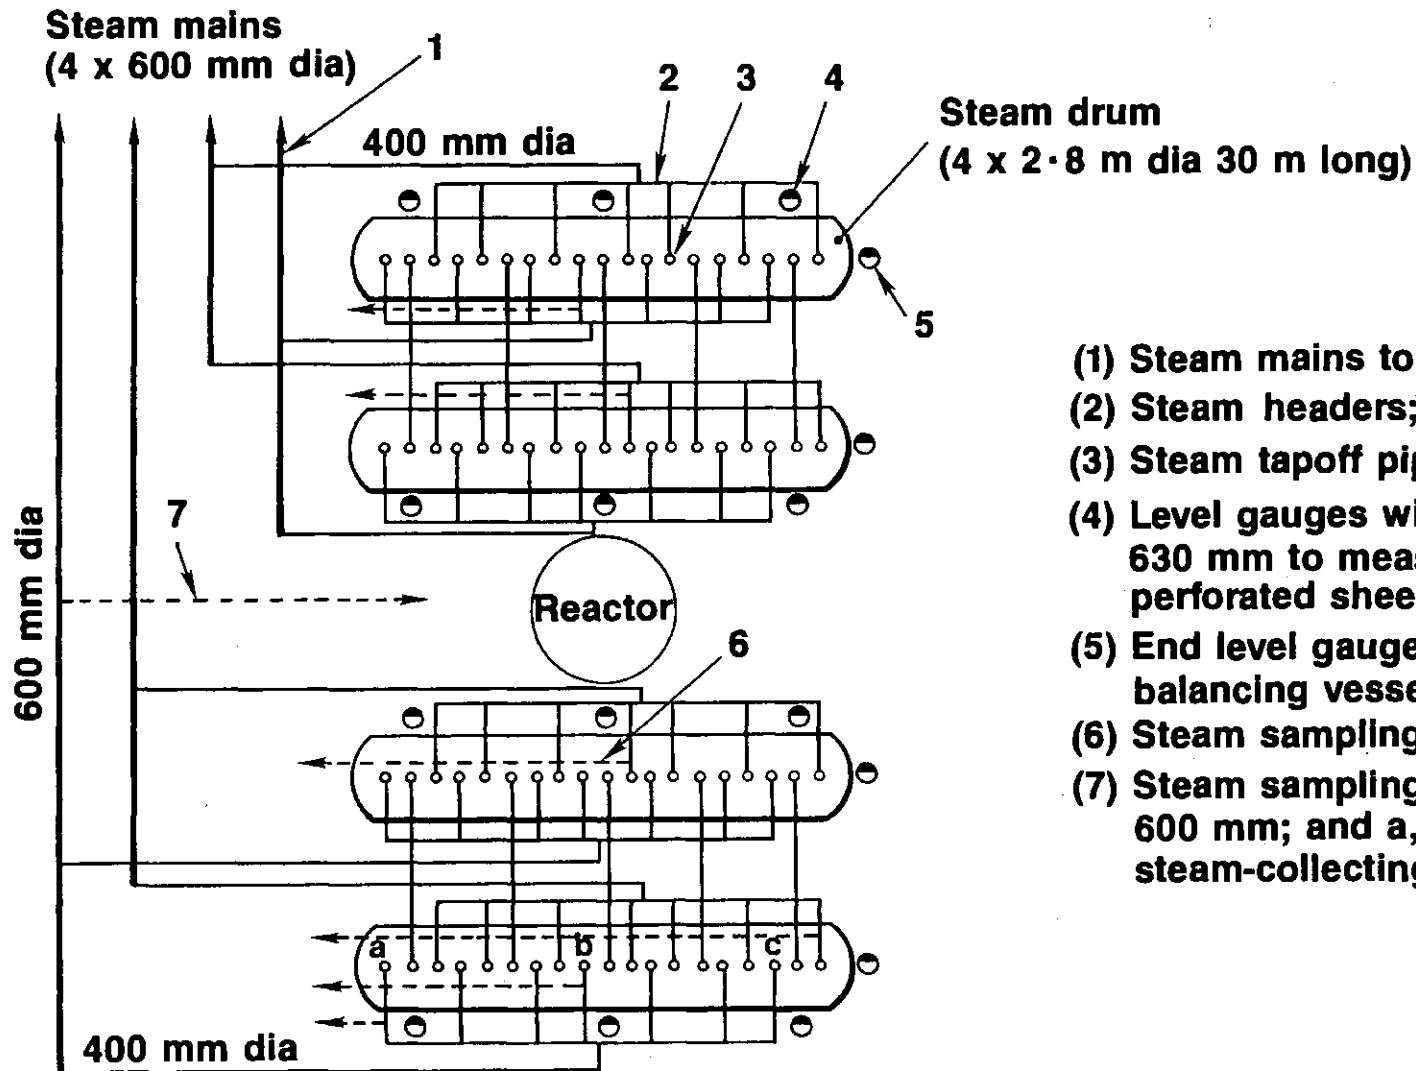 Steam mains
(4 x 600 mm dia)
1
2
3
4
Steam drum
(4 x 2·8 m dia 30 m long)
400 mm dia
5
(1) Steam mains to
(2) Steam headers;
(3) Steam tapoff pip
(4) Level gauges wi
630 mm to meas
perforated shee
(5) End level gauge
balancing vesse
(6) Steam sampling
(7) Steam sampling
600 mm; and a,
steam-collecting
7
600 mm dia
Reactor
6
a
b
c
400 mm dia